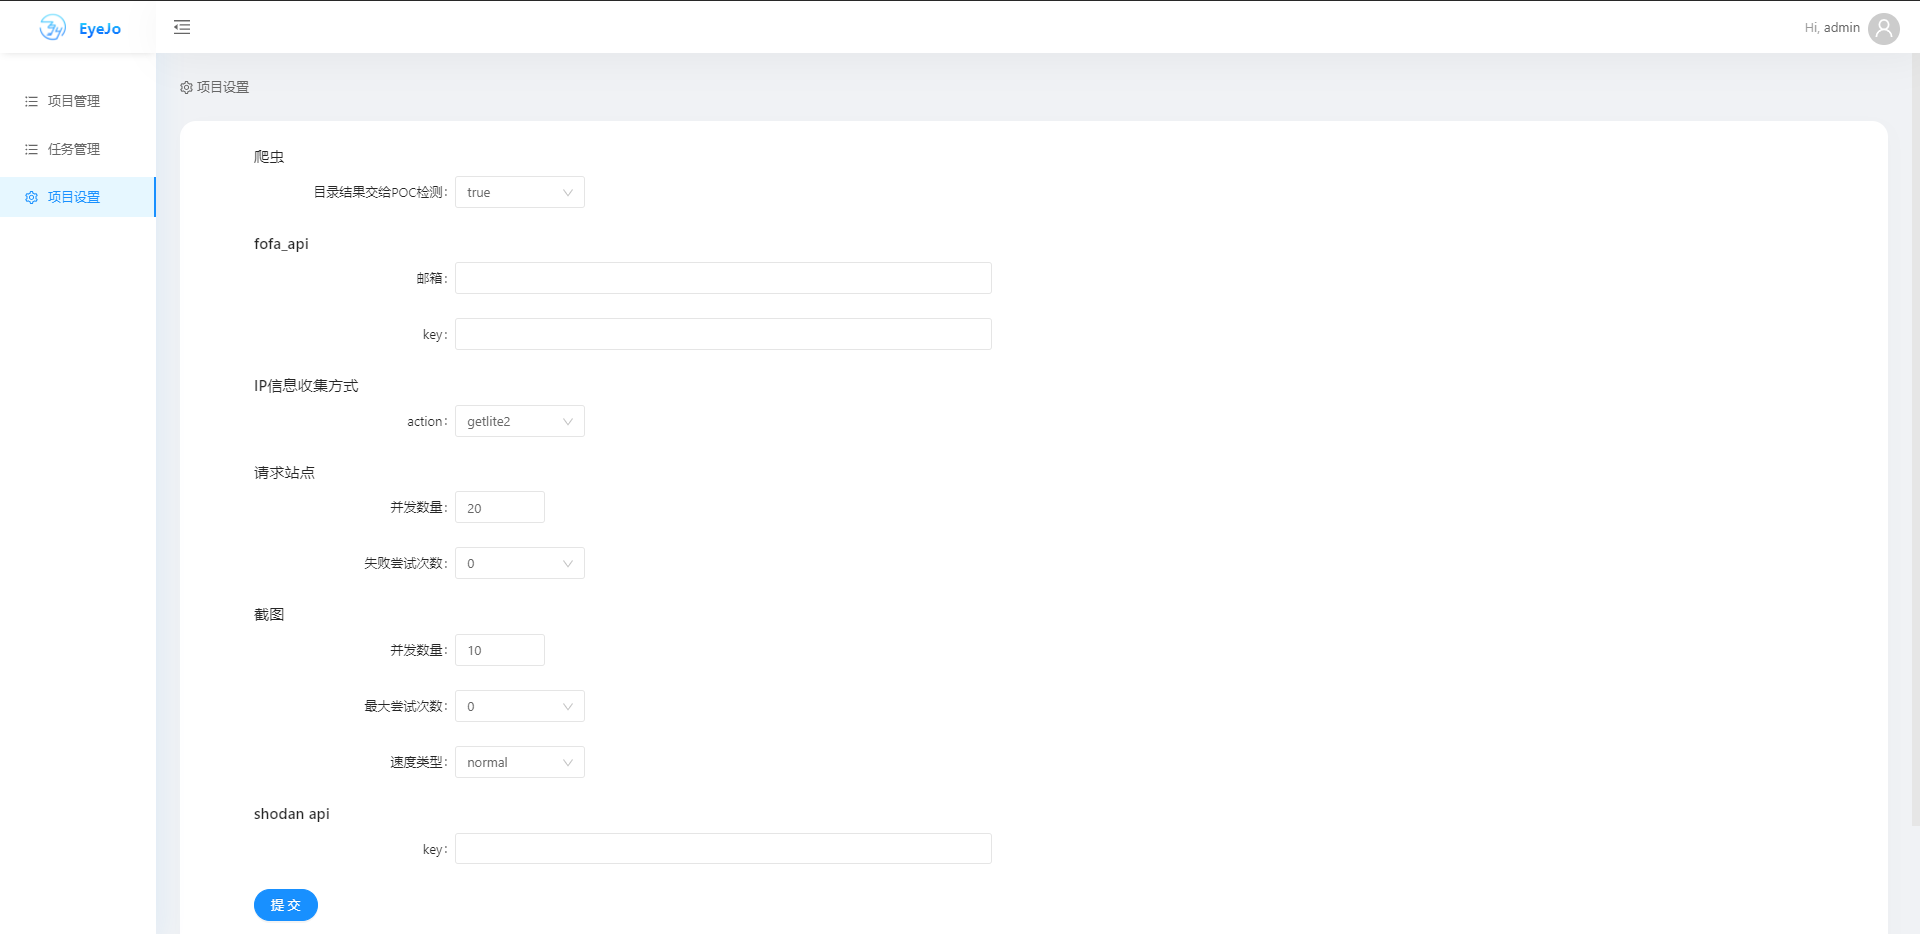 EyeJo
Hi, admin
项目管理
任务管理
项目设置
项目设置
爬虫
目录结果交给POC检测: true
fofa_api
邮箱:
key:
IP信息收集方式
action: getlite2
请求站点
并发数量: 20
失败尝试次数: 0
截图
并发数量: 10
最大尝试次数: 0
速度类型: normal
shodan api
key:
提交